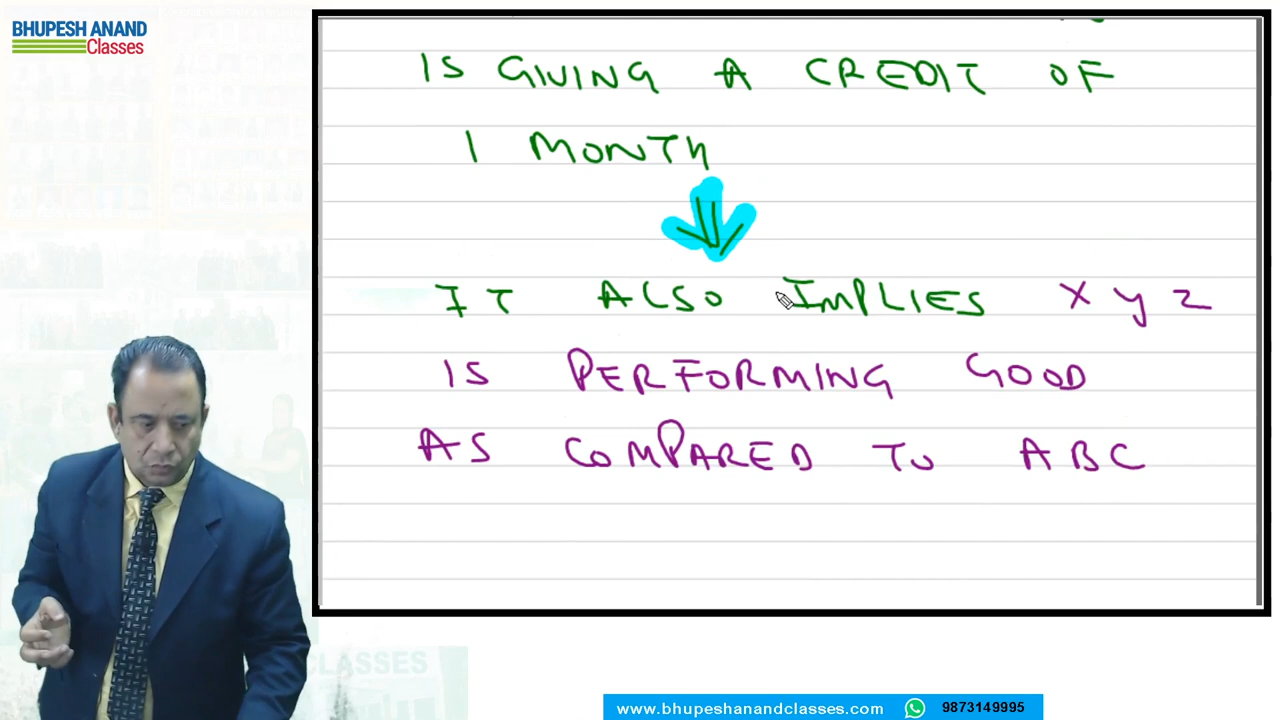 BHUPESH ANAND
Classes
IS GIVING A CREDIT OF
1 MONTH
IT ALSO IMPLIES XYZ
IS PERFORMING GOOD
AS COMPARED TO ABC
CLASSES
www.bhupeshanandclasses.com 9873149995